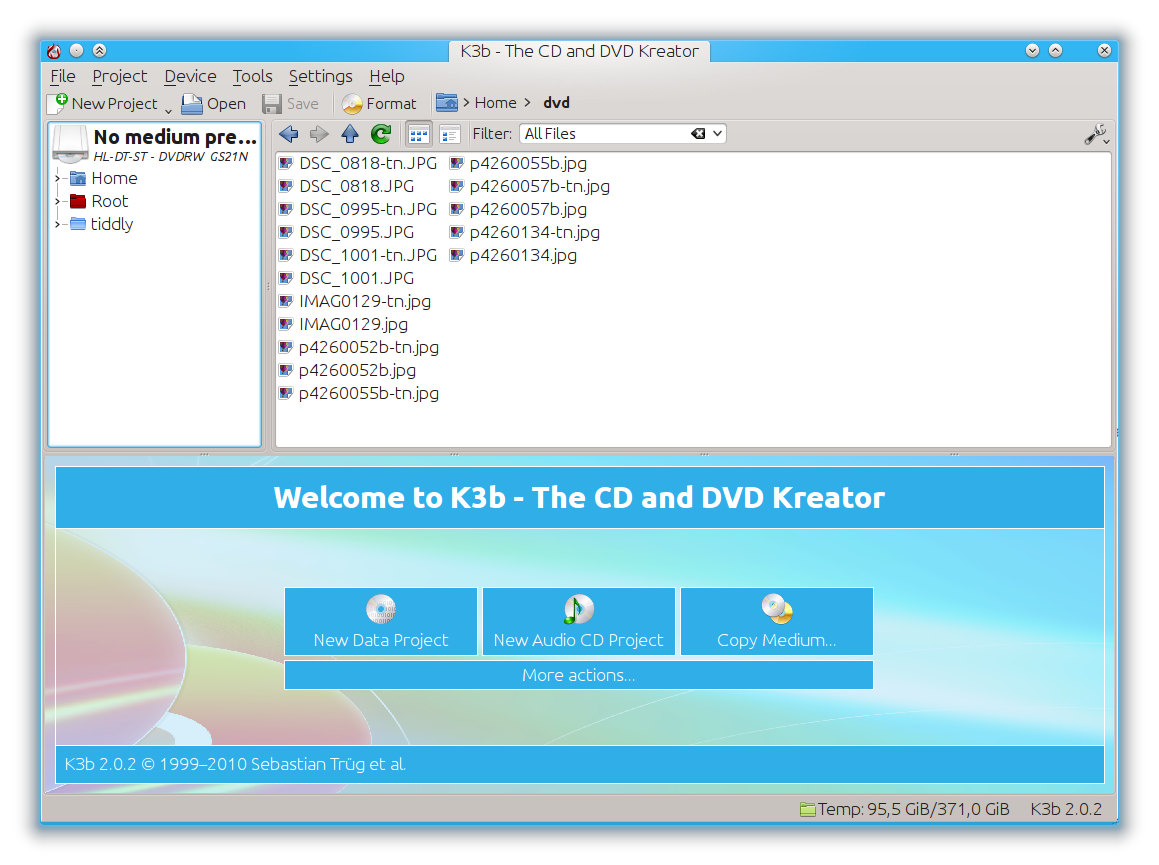 K3b - The CD and DVD Kreator
File Project Device Tools Settings Help
New Project Open Save Format > Home > dvd
No medium pre...
HL-DT-ST - DVDRW GS21N
Home
Root
tiddly
Filter: All Files
DSC_0818-tn.JPG
DSC_0818.JPG
DSC_0995-tn.JPG
DSC_0995.JPG
DSC_1001-tn.JPG
DSC_1001.JPG
IMAG0129-tn.jpg
IMAG0129.jpg
p4260052b-tn.jpg
p4260052b.jpg
p4260055b-tn.jpg
p4260055b.jpg
p4260057b-tn.jpg
p4260057b.jpg
p4260134-tn.jpg
p4260134.jpg
Welcome to K3b - The CD and DVD Kreator
New Data Project
New Audio CD Project
Copy Medium...
More actions...
K3b 2.0.2 © 1999–2010 Sebastian Trüg et al.
Temp: 95,5 GiB/371,0 GiB K3b 2.0.2